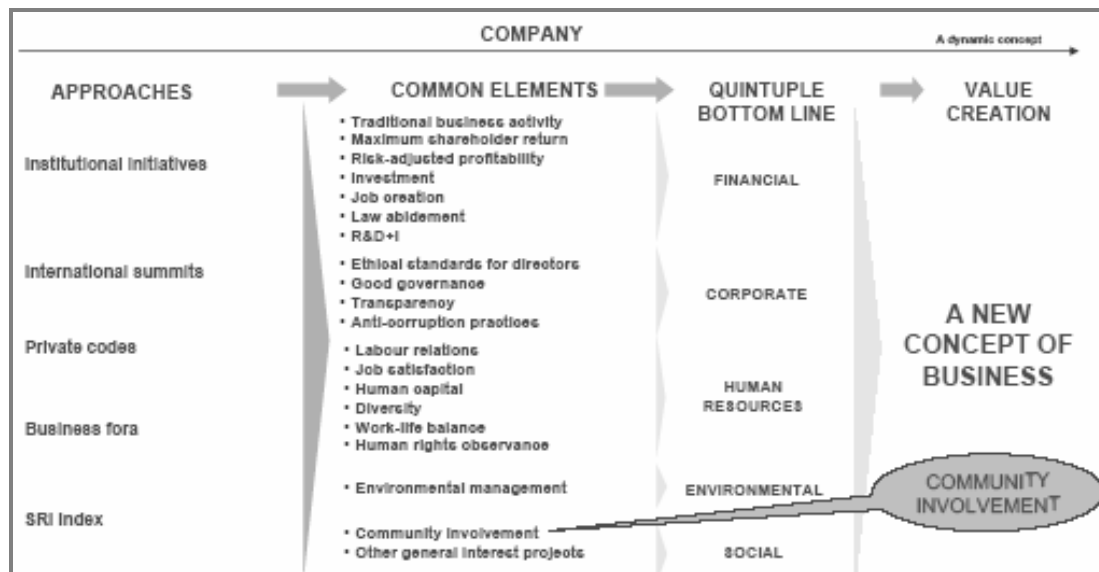 COMPANY
A dynamic concept
APPROACHES
COMMON ELEMENTS
QUINTUPLE
BOTTOM LINE
VALUE
CREATION
Institutional initiatives
International summits
Private codes
Business fora
SRI Index
• Traditional business activity
• Maximum shareholder return
• Risk-adjusted profitability
• Investment
• Job creation
• Law abidement
• R&D+I
• Ethical standards for directors
• Good governance
• Transparency
• Anti-corruption practices
• Labour relations
• Job satisfaction
• Human capital
• Diversity
• Work-life balance
• Human rights observance
• Environmental management
• Community involvement
• Other general interest projects
FINANCIAL
CORPORATE
HUMAN
RESOURCES
ENVIRONMENTAL
SOCIAL
A NEW
CONCEPT OF
BUSINESS
COMMUNITY
INVOLVEMENT